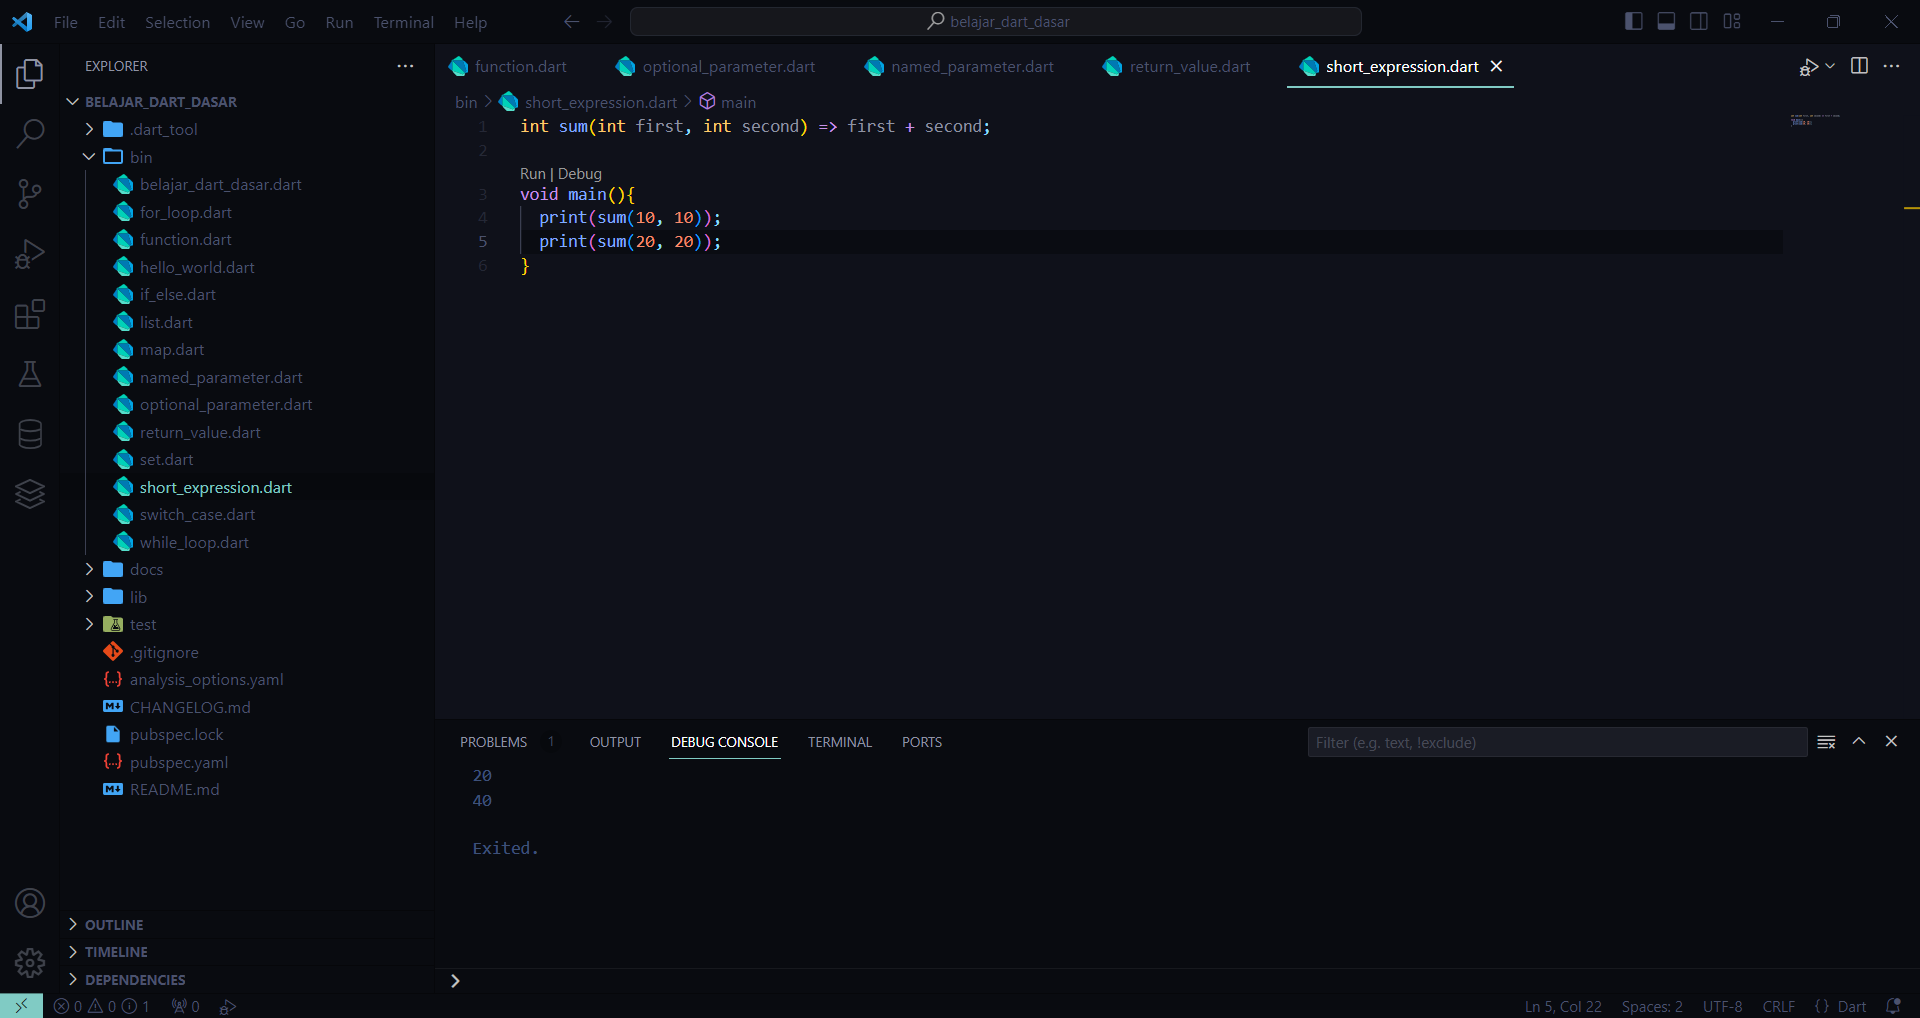 File Edit Selection View Go Run Terminal Help
belajar_dart_dasar
EXPLORER
BELAJAR_DART_DASAR
.dart_tool
bin
belajar_dart_dasar.dart
for_loop.dart
function.dart
hello_world.dart
if_else.dart
list.dart
map.dart
named_parameter.dart
optional_parameter.dart
return_value.dart
set.dart
short_expression.dart
switch_case.dart
while_loop.dart
docs
lib
test
.gitignore
analysis_options.yaml
CHANGELOG.md
pubspec.lock
pubspec.yaml
README.md
OUTLINE
TIMELINE
DEPENDENCIES
function.dart optional_parameter.dart named_parameter.dart return_value.dart short_expression.dart
bin > short_expression.dart > main
1 int sum(int first, int second) => first + second;
2
Run | Debug
3 void main(){
4 print(sum(10, 10));
5 print(sum(20, 20));
6 }
PROBLEMS 1 OUTPUT DEBUG CONSOLE TERMINAL PORTS
Filter (e.g. text, !exclude)
20
40
Exited.
0 0 1 0
Ln 5, Col 22 Spaces: 2 UTF-8 CRLF {} Dart